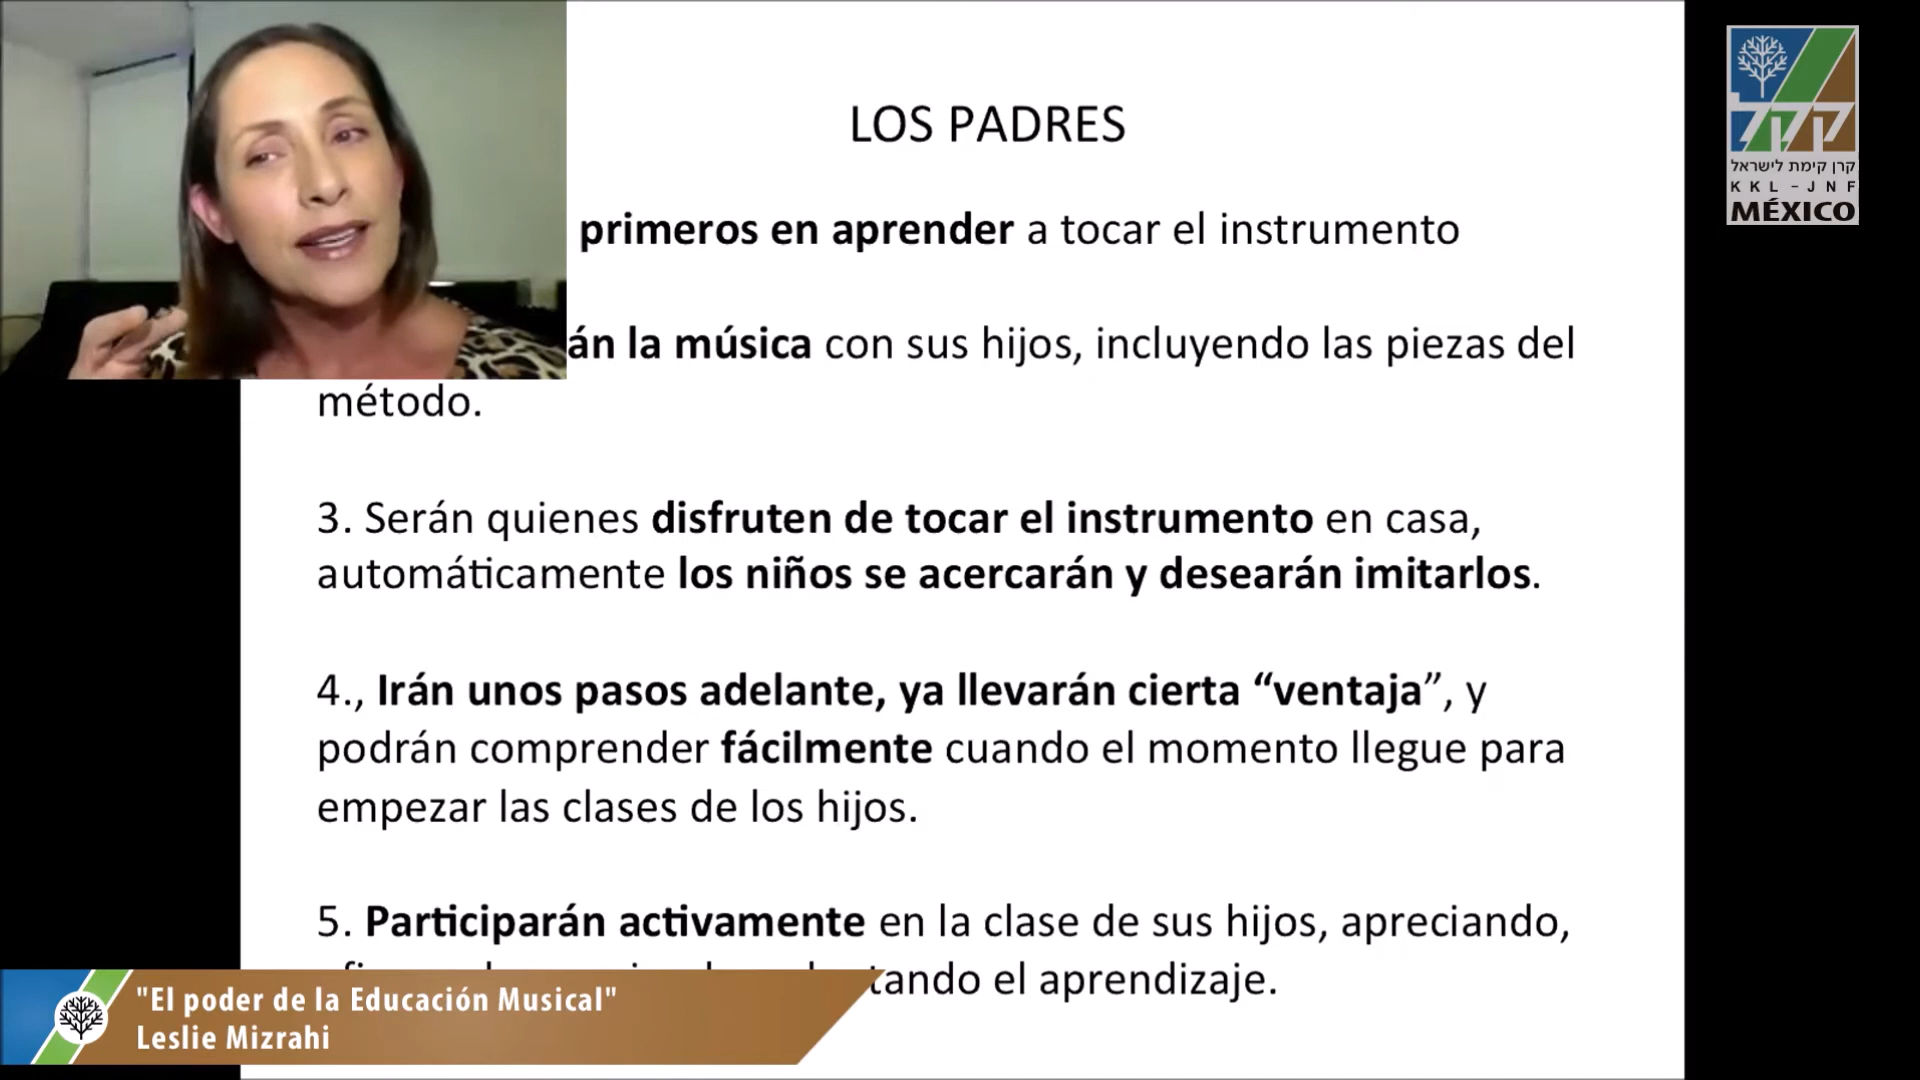 LOS PADRES
primeros en aprender a tocar el instrumento
án la música con sus hijos, incluyendo las piezas del
método.
3. Serán quienes disfruten de tocar el instrumento en casa,
automáticamente los niños se acercarán y desearán imitarlos.
4., Irán unos pasos adelante, ya llevarán cierta “ventaja”, y
podrán comprender fácilmente cuando el momento llegue para
empezar las clases de los hijos.
5. Participarán activamente en la clase de sus hijos, apreciando,
tando el aprendizaje.
"El poder de la Educación Musical"
Leslie Mizrahi
קקל
קרן קימת לישראל
KKL-JNF
MÉXICO